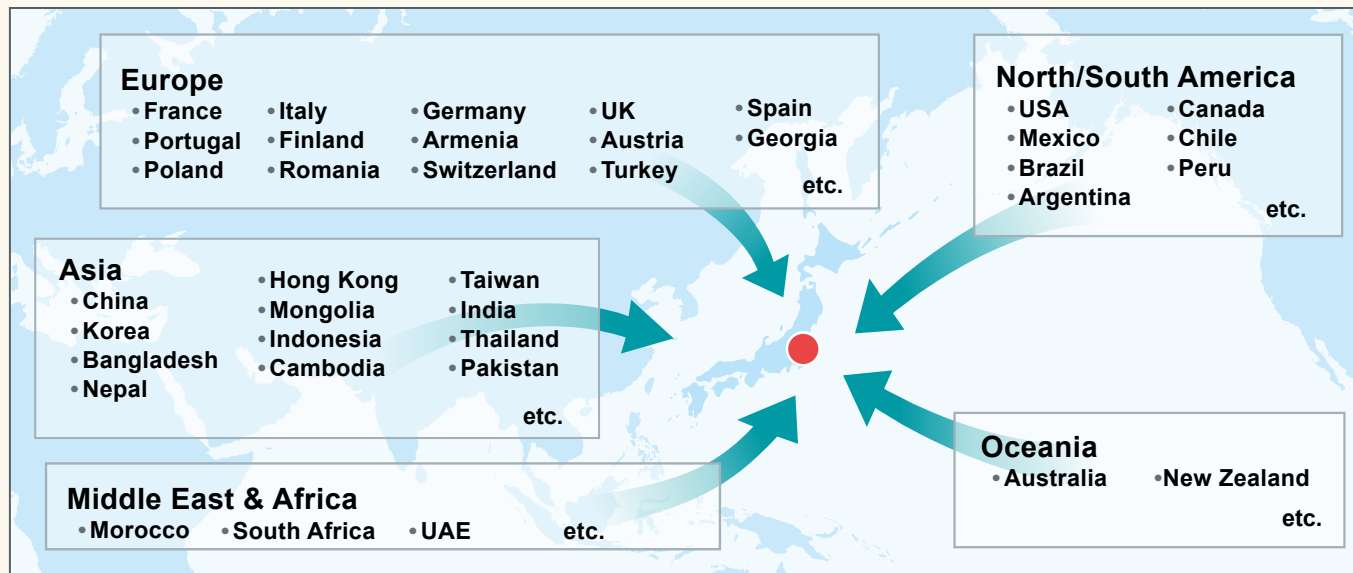 Europe
•France •Italy •Germany •UK •Spain
•Portugal •Finland •Armenia •Austria •Georgia
•Poland •Romania •Switzerland •Turkey
etc.
North/South America
•USA •Canada
•Mexico •Chile
•Brazil •Peru
•Argentina
etc.
Asia
•China
•Korea
•Bangladesh
•Nepal
•Hong Kong
•Mongolia
•Indonesia
•Cambodia
•Taiwan
•India
•Thailand
•Pakistan
etc.
Middle East & Africa
•Morocco •South Africa •UAE etc.
Oceania
•Australia •New Zealand
etc.